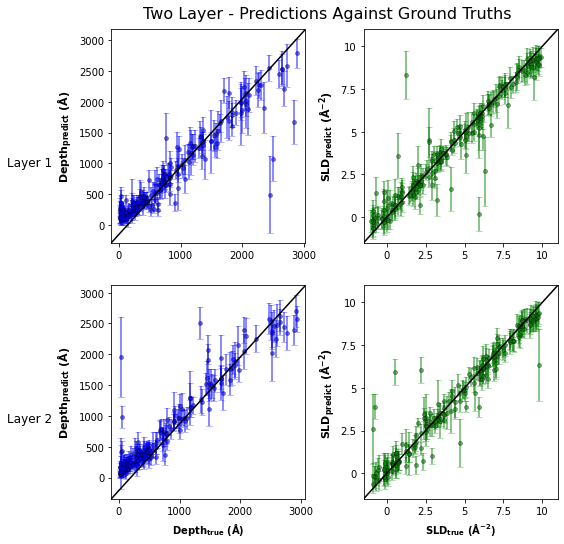 Two Layer - Predictions Against Ground Truths
Layer 1
Depth_predict (Å)
3000
2500
2000
1500
1000
500
0
0 1000 2000 3000
SLD_predict (Å⁻²)
10
7.5
5
2.5
0
0 2.5 5 7.5 10
Layer 2
Depth_predict (Å)
3000
2500
2000
1500
1000
500
0
0 1000 2000 3000
Depth_true (Å)
SLD_predict (Å⁻²)
10
7.5
5
2.5
0
0 2.5 5 7.5 10
SLD_true (Å⁻²)